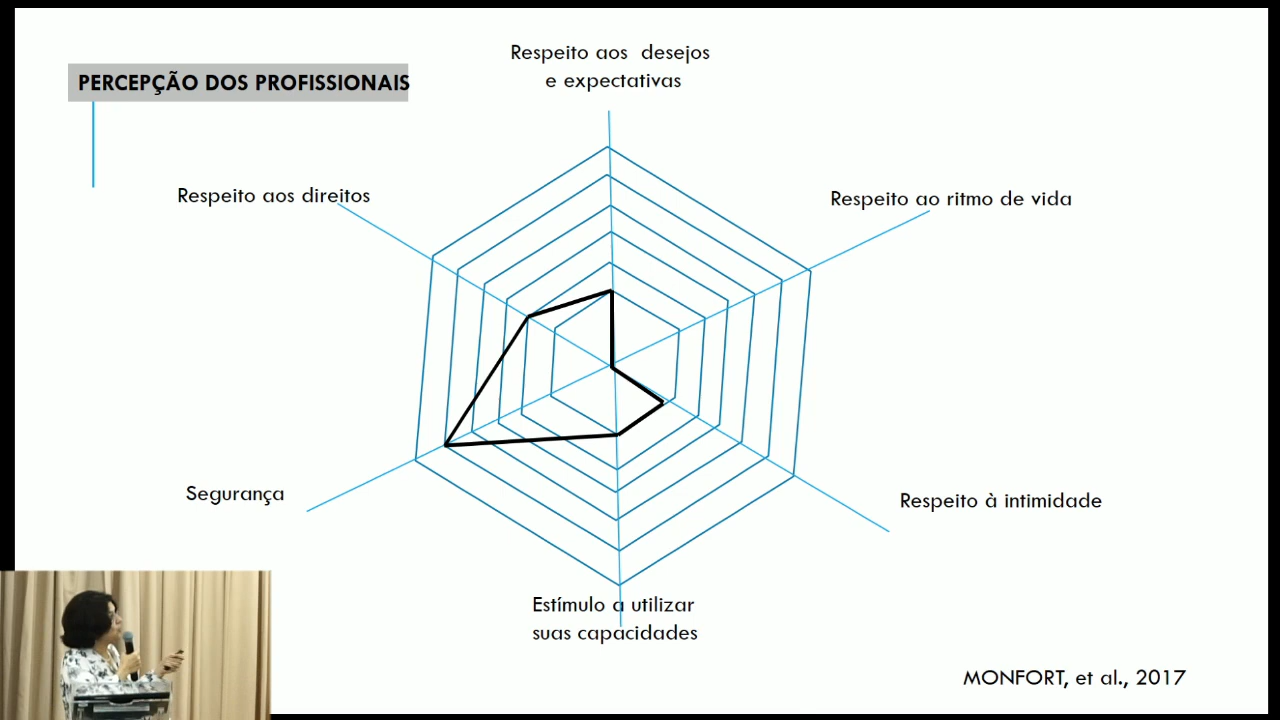 PERCEPÇÃO DOS PROFISSIONAIS
Respeito aos desejos
e expectativas
Respeito aos direitos
Respeito ao ritmo de vida
Segurança
Respeito à intimidade
Estímulo a utilizar
suas capacidades
MONFORT, et al., 2017